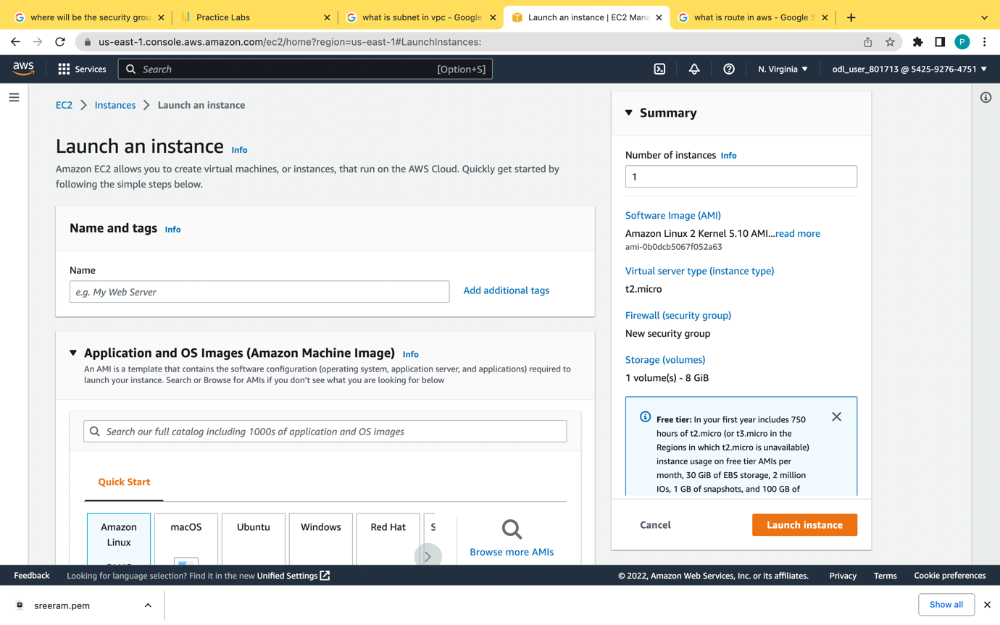 where will be the security grou
Practice Labs
what is subnet in vpc - Google
Launch an instance | EC2 Mana
what is route in aws - Google S
us-east-1.console.aws.amazon.com/ec2/home?region=us-east-1#LaunchInstances:
P
aws
Services
Search
[Option+S]
N. Virginia
odl_user_801713 @ 5425-9276-4751
EC2
Instances
Launch an instance
Launch an instance Info
Amazon EC2 allows you to create virtual machines, or instances, that run on the AWS Cloud. Quickly get started by
following the simple steps below.
Name and tags Info
Name
e.g. My Web Server
Add additional tags
Application and OS Images (Amazon Machine Image) Info
An AMI is a template that contains the software configuration (operating system, application server, and applications) required to
launch your instance. Search or Browse for AMIs if you don't see what you are looking for below
Search our full catalog including 1000s of application and OS images
Quick Start
Amazon
Linux
macOS
Ubuntu
Windows
Red Hat
S
Browse more AMIs
Summary
Number of instances Info
1
Software Image (AMI)
Amazon Linux 2 Kernel 5.10 AMI...read more
ami-0b0dcb5067f052a63
Virtual server type (instance type)
t2.micro
Firewall (security group)
New security group
Storage (volumes)
1 volume(s) - 8 GiB
Free tier: In your first year includes 750
hours of t2.micro (or t3.micro in the
Regions in which t2.micro is unavailable)
instance usage on free tier AMIs per
month, 30 GiB of EBS storage, 2 million
IOs, 1 GB of snapshots, and 100 GB of
Cancel
Launch instance
Feedback
Looking for language selection? Find it in the new Unified Settings
© 2022, Amazon Web Services, Inc. or its affiliates.
Privacy
Terms
Cookie preferences
sreeram.pem
Show all